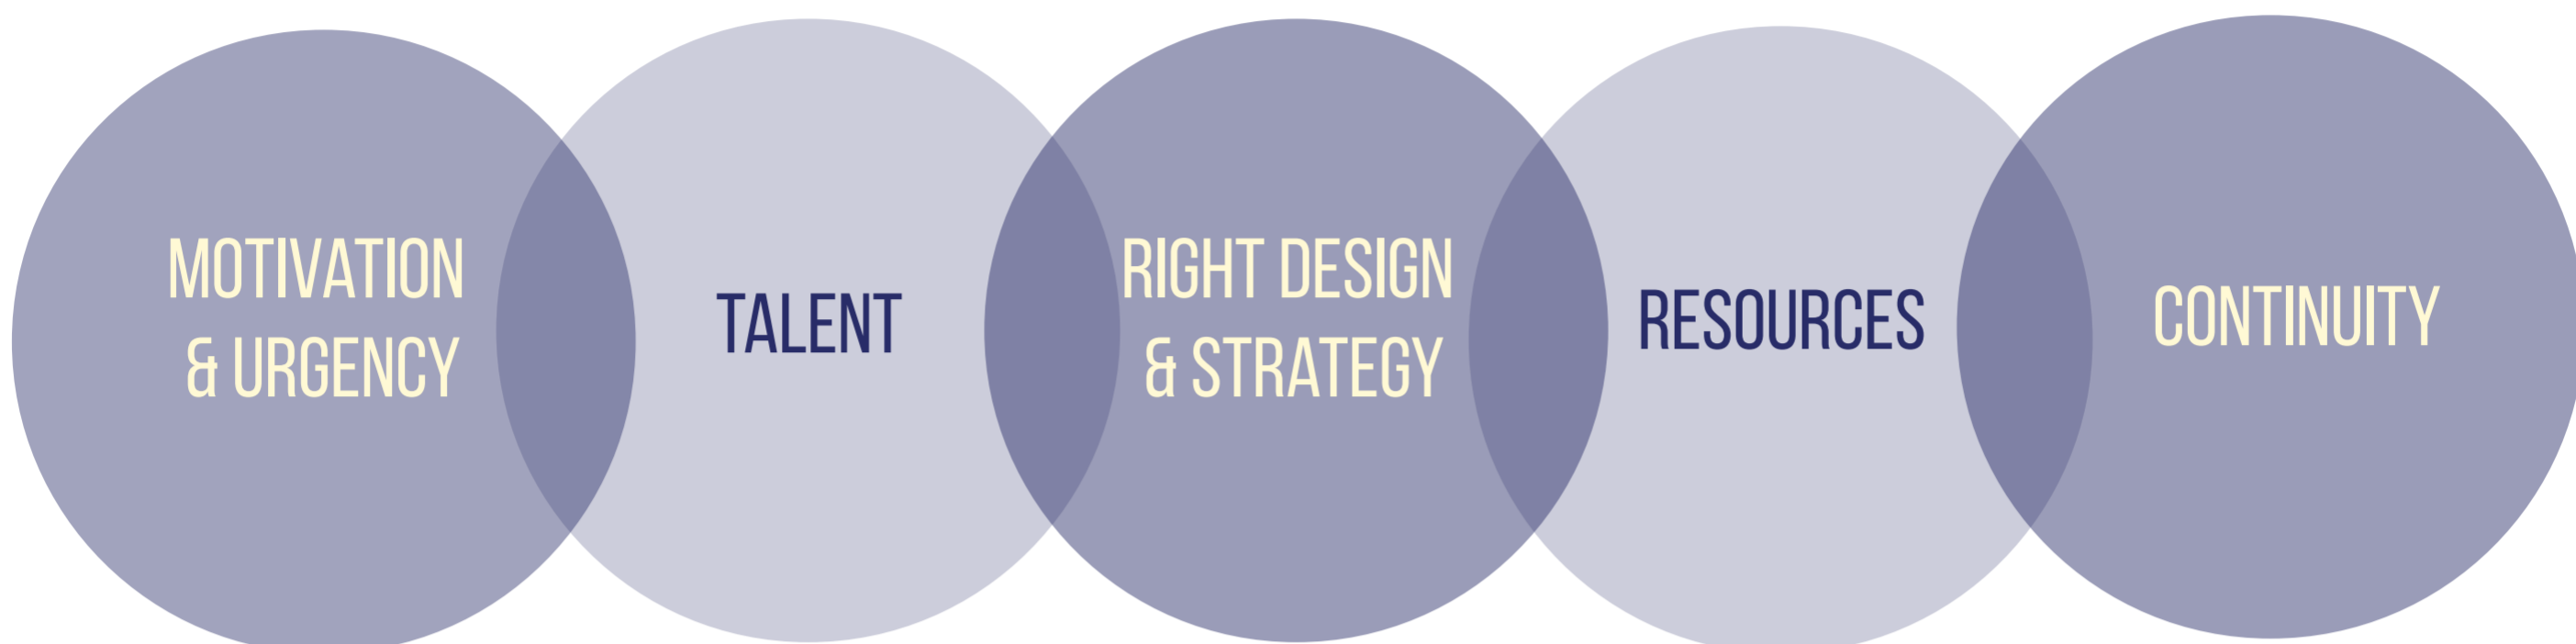 MOTIVATION
& URGENCY
TALENT
RIGHT DESIGN
& STRATEGY
RESOURCES
CONTINUITY